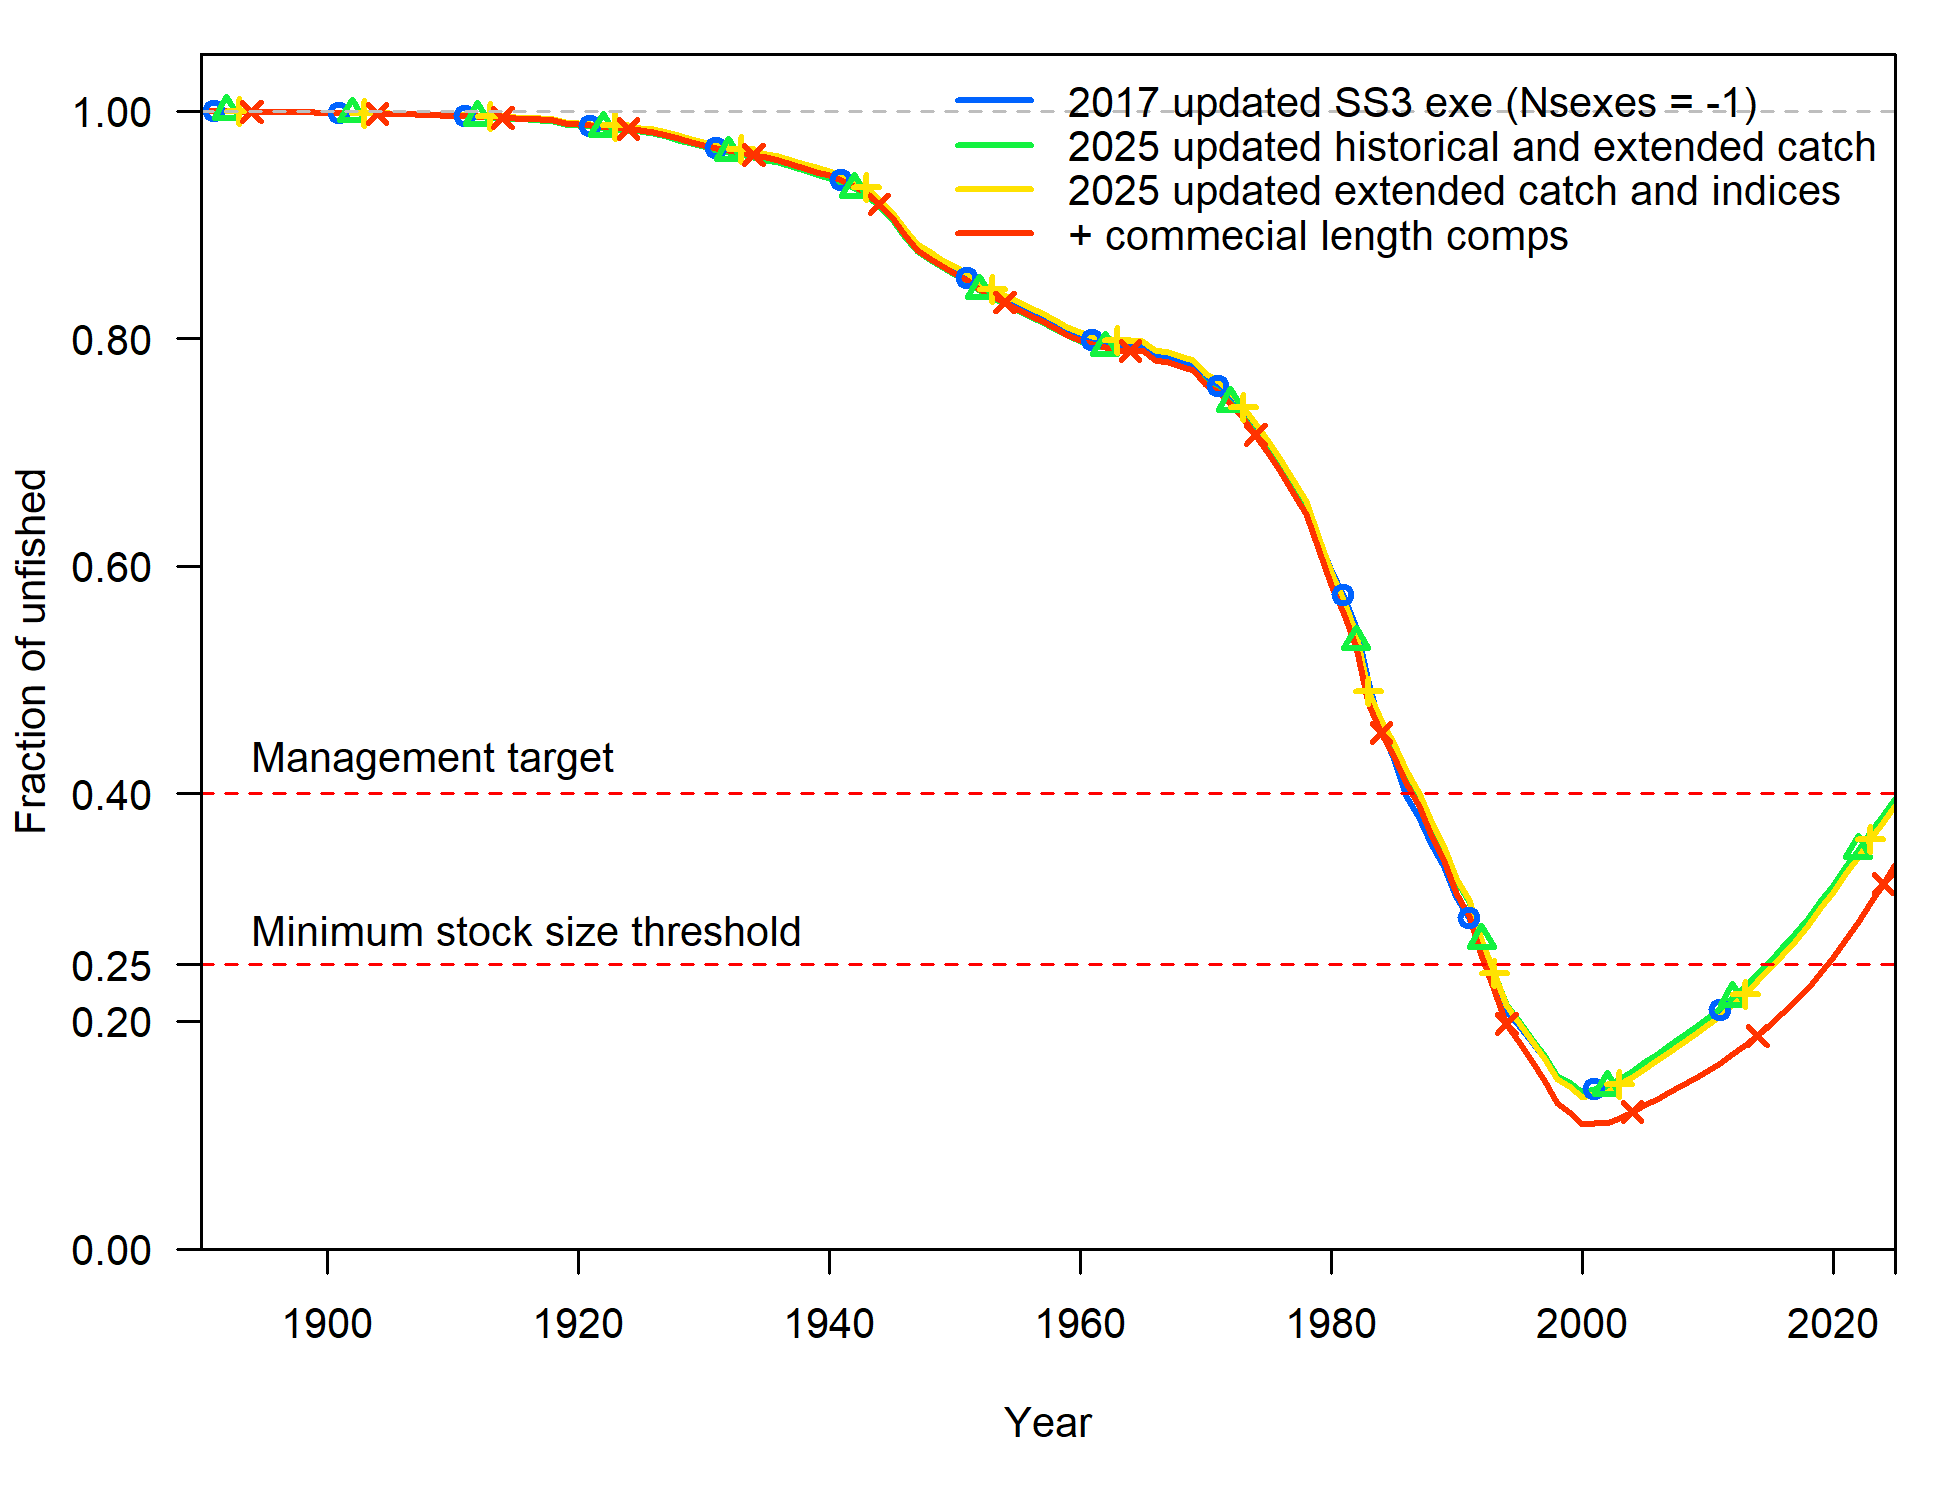 2017 updated SS3 exe (Nsexes = -1)
2025 updated historical and extended catch
2025 updated extended catch and indices
+ commecial length comps
1.00
0.80
0.60
0.40
0.25
0.20
0.00
Fraction of unfished
Management target
Minimum stock size threshold
1900
1920
1940
1960
1980
2000
2020
Year